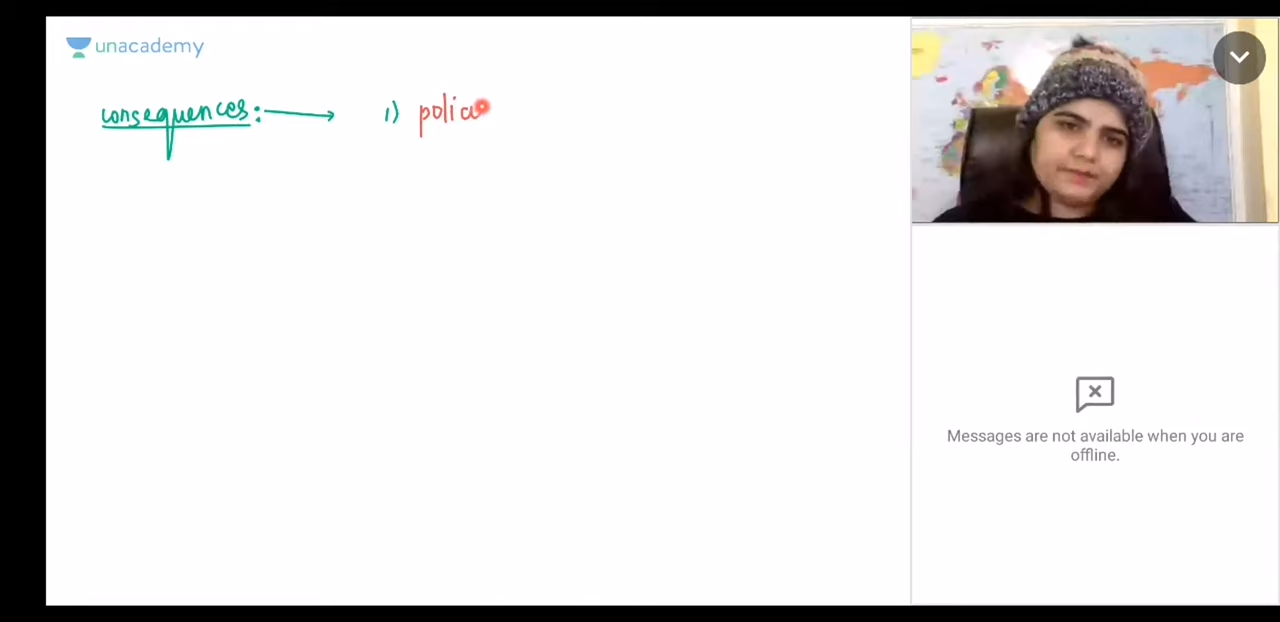 unacademy
consequences: → 1) polic
Messages are not available when you are
offline.